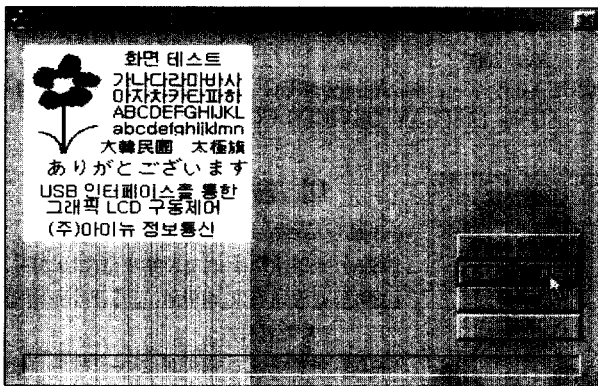 화면 테스트
가나다라마바사
아자차카타파하
ABCDEFGHIJKL
abcdefghijklmn
大韓民國 太極旗
ありがとございます
USB 인터페이스를 통한
그래픽 LCD 구동제어
(주)아미뉴 정보통신